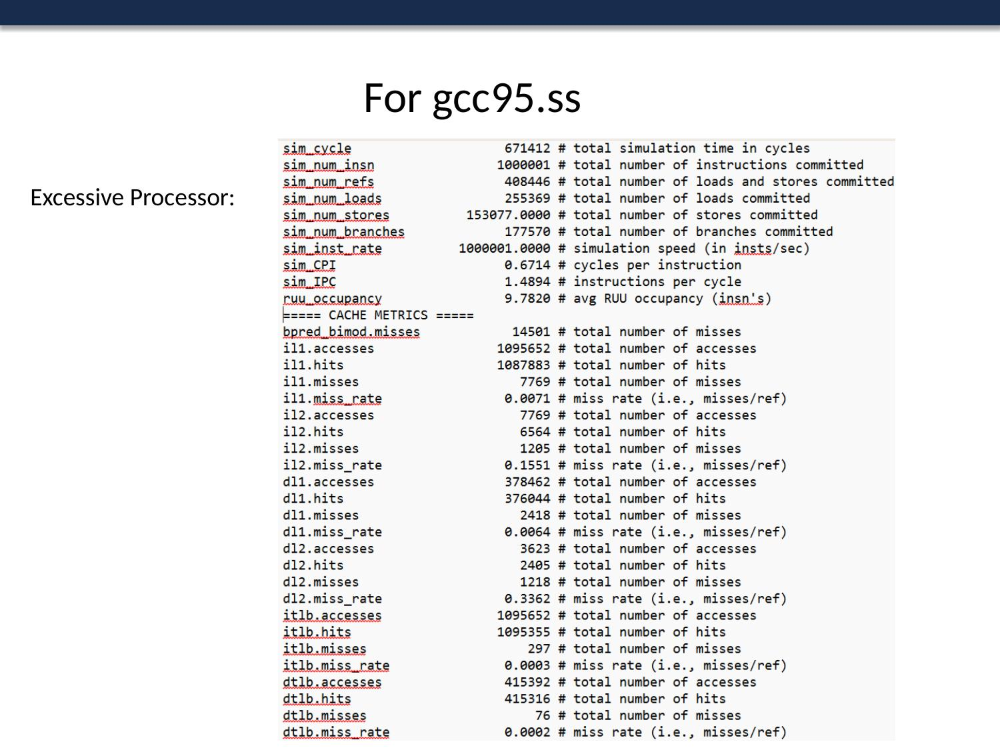 For gcc95.ss
Excessive Processor:
sim_cycle 671412 # total simulation time in cycles
sim_num_insn 1000001 # total number of instructions committed
sim_num_refs 408446 # total number of loads and stores committed
sim_num_loads 255369 # total number of loads committed
sim_num_stores 153077.0000 # total number of stores committed
sim_num_branches 177570 # total number of branches committed
sim_inst_rate 1000001.0000 # simulation speed (in insts/sec)
sim_CPI 0.6714 # cycles per instruction
sim_IPC 1.4894 # instructions per cycle
ruu_occupancy 9.7820 # avg RUU occupancy (insn's)
===== CACHE METRICS =====
bpred_bimod.misses 14501 # total number of misses
il1.accesses 1095652 # total number of accesses
il1.hits 1087883 # total number of hits
il1.misses 7769 # total number of misses
il1.miss_rate 0.0071 # miss rate (i.e., misses/ref)
il2.accesses 7769 # total number of accesses
il2.hits 6564 # total number of hits
il2.misses 1205 # total number of misses
il2.miss_rate 0.1551 # miss rate (i.e., misses/ref)
dl1.accesses 378462 # total number of accesses
dl1.hits 376044 # total number of hits
dl1.misses 2418 # total number of misses
dl1.miss_rate 0.0064 # miss rate (i.e., misses/ref)
dl2.accesses 3623 # total number of accesses
dl2.hits 2405 # total number of hits
dl2.misses 1218 # total number of misses
dl2.miss_rate 0.3362 # miss rate (i.e., misses/ref)
itlb.accesses 1095652 # total number of accesses
itlb.hits 1095355 # total number of hits
itlb.misses 297 # total number of misses
itlb.miss_rate 0.0003 # miss rate (i.e., misses/ref)
dtlb.accesses 415392 # total number of accesses
dtlb.hits 415316 # total number of hits
dtlb.misses 76 # total number of misses
dtlb.miss_rate 0.0002 # miss rate (i.e., misses/ref)